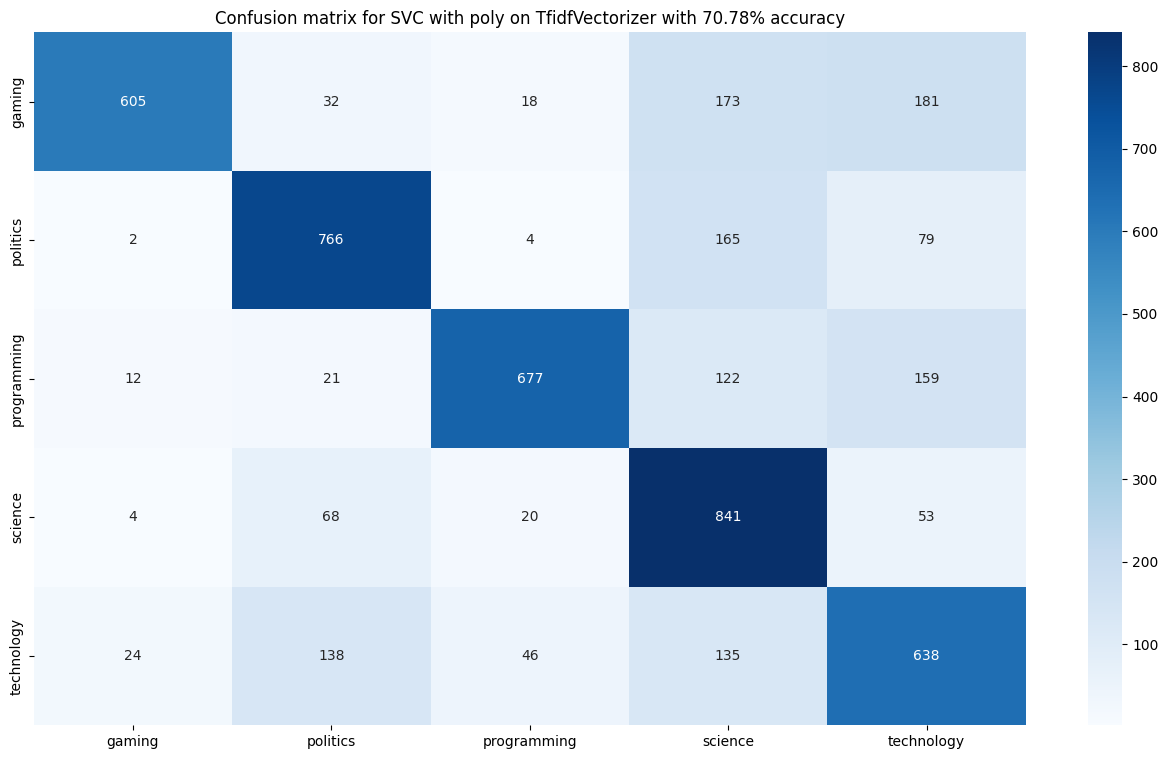 Confusion matrix for SVC with poly on TfidfVectorizer with 70.78% accuracy
gaming 605 32 18 173 181
politics 2 766 4 165 79
programming 12 21 677 122 159
science 4 68 20 841 53
technology 24 138 46 135 638
gaming politics programming science technology
800
700
600
500
400
300
200
100